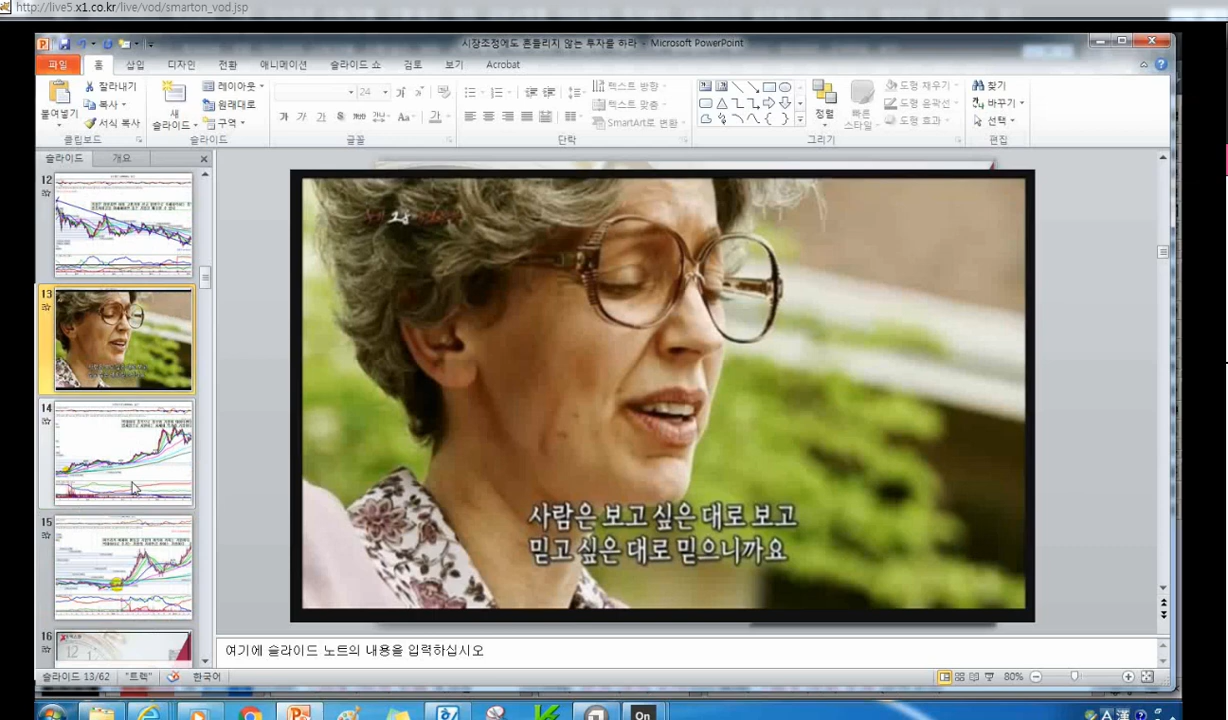 http://live5.x1.co.kr/live/vod/smarton_vod.jsp
시장조정에도 흔들리지 않는 투자를 하라 - Microsoft PowerPoint
파일 홈 삽입 디자인 전환 애니메이션 슬라이드 쇼 검토 보기 Acrobat
붙여넣기
잘라내기
복사
서식 복사
클립보드
새 슬라이드
레이아웃
원래대로
구역
슬라이드
24
글꼴
텍스트 방향
텍스트 맞춤
SmartArt로 변환
단락
정렬
빠른 스타일
도형 채우기
도형 윤곽선
도형 효과
그리기
찾기
바꾸기
선택
편집
슬라이드 개요
12
13
14
15
16
사람은 보고 싶은 대로 보고
믿고 싶은 대로 믿으니까요
여기에 슬라이드 노트의 내용을 입력하십시오
슬라이드 13/62 "트렉" 한국어 80%
On
A 漢